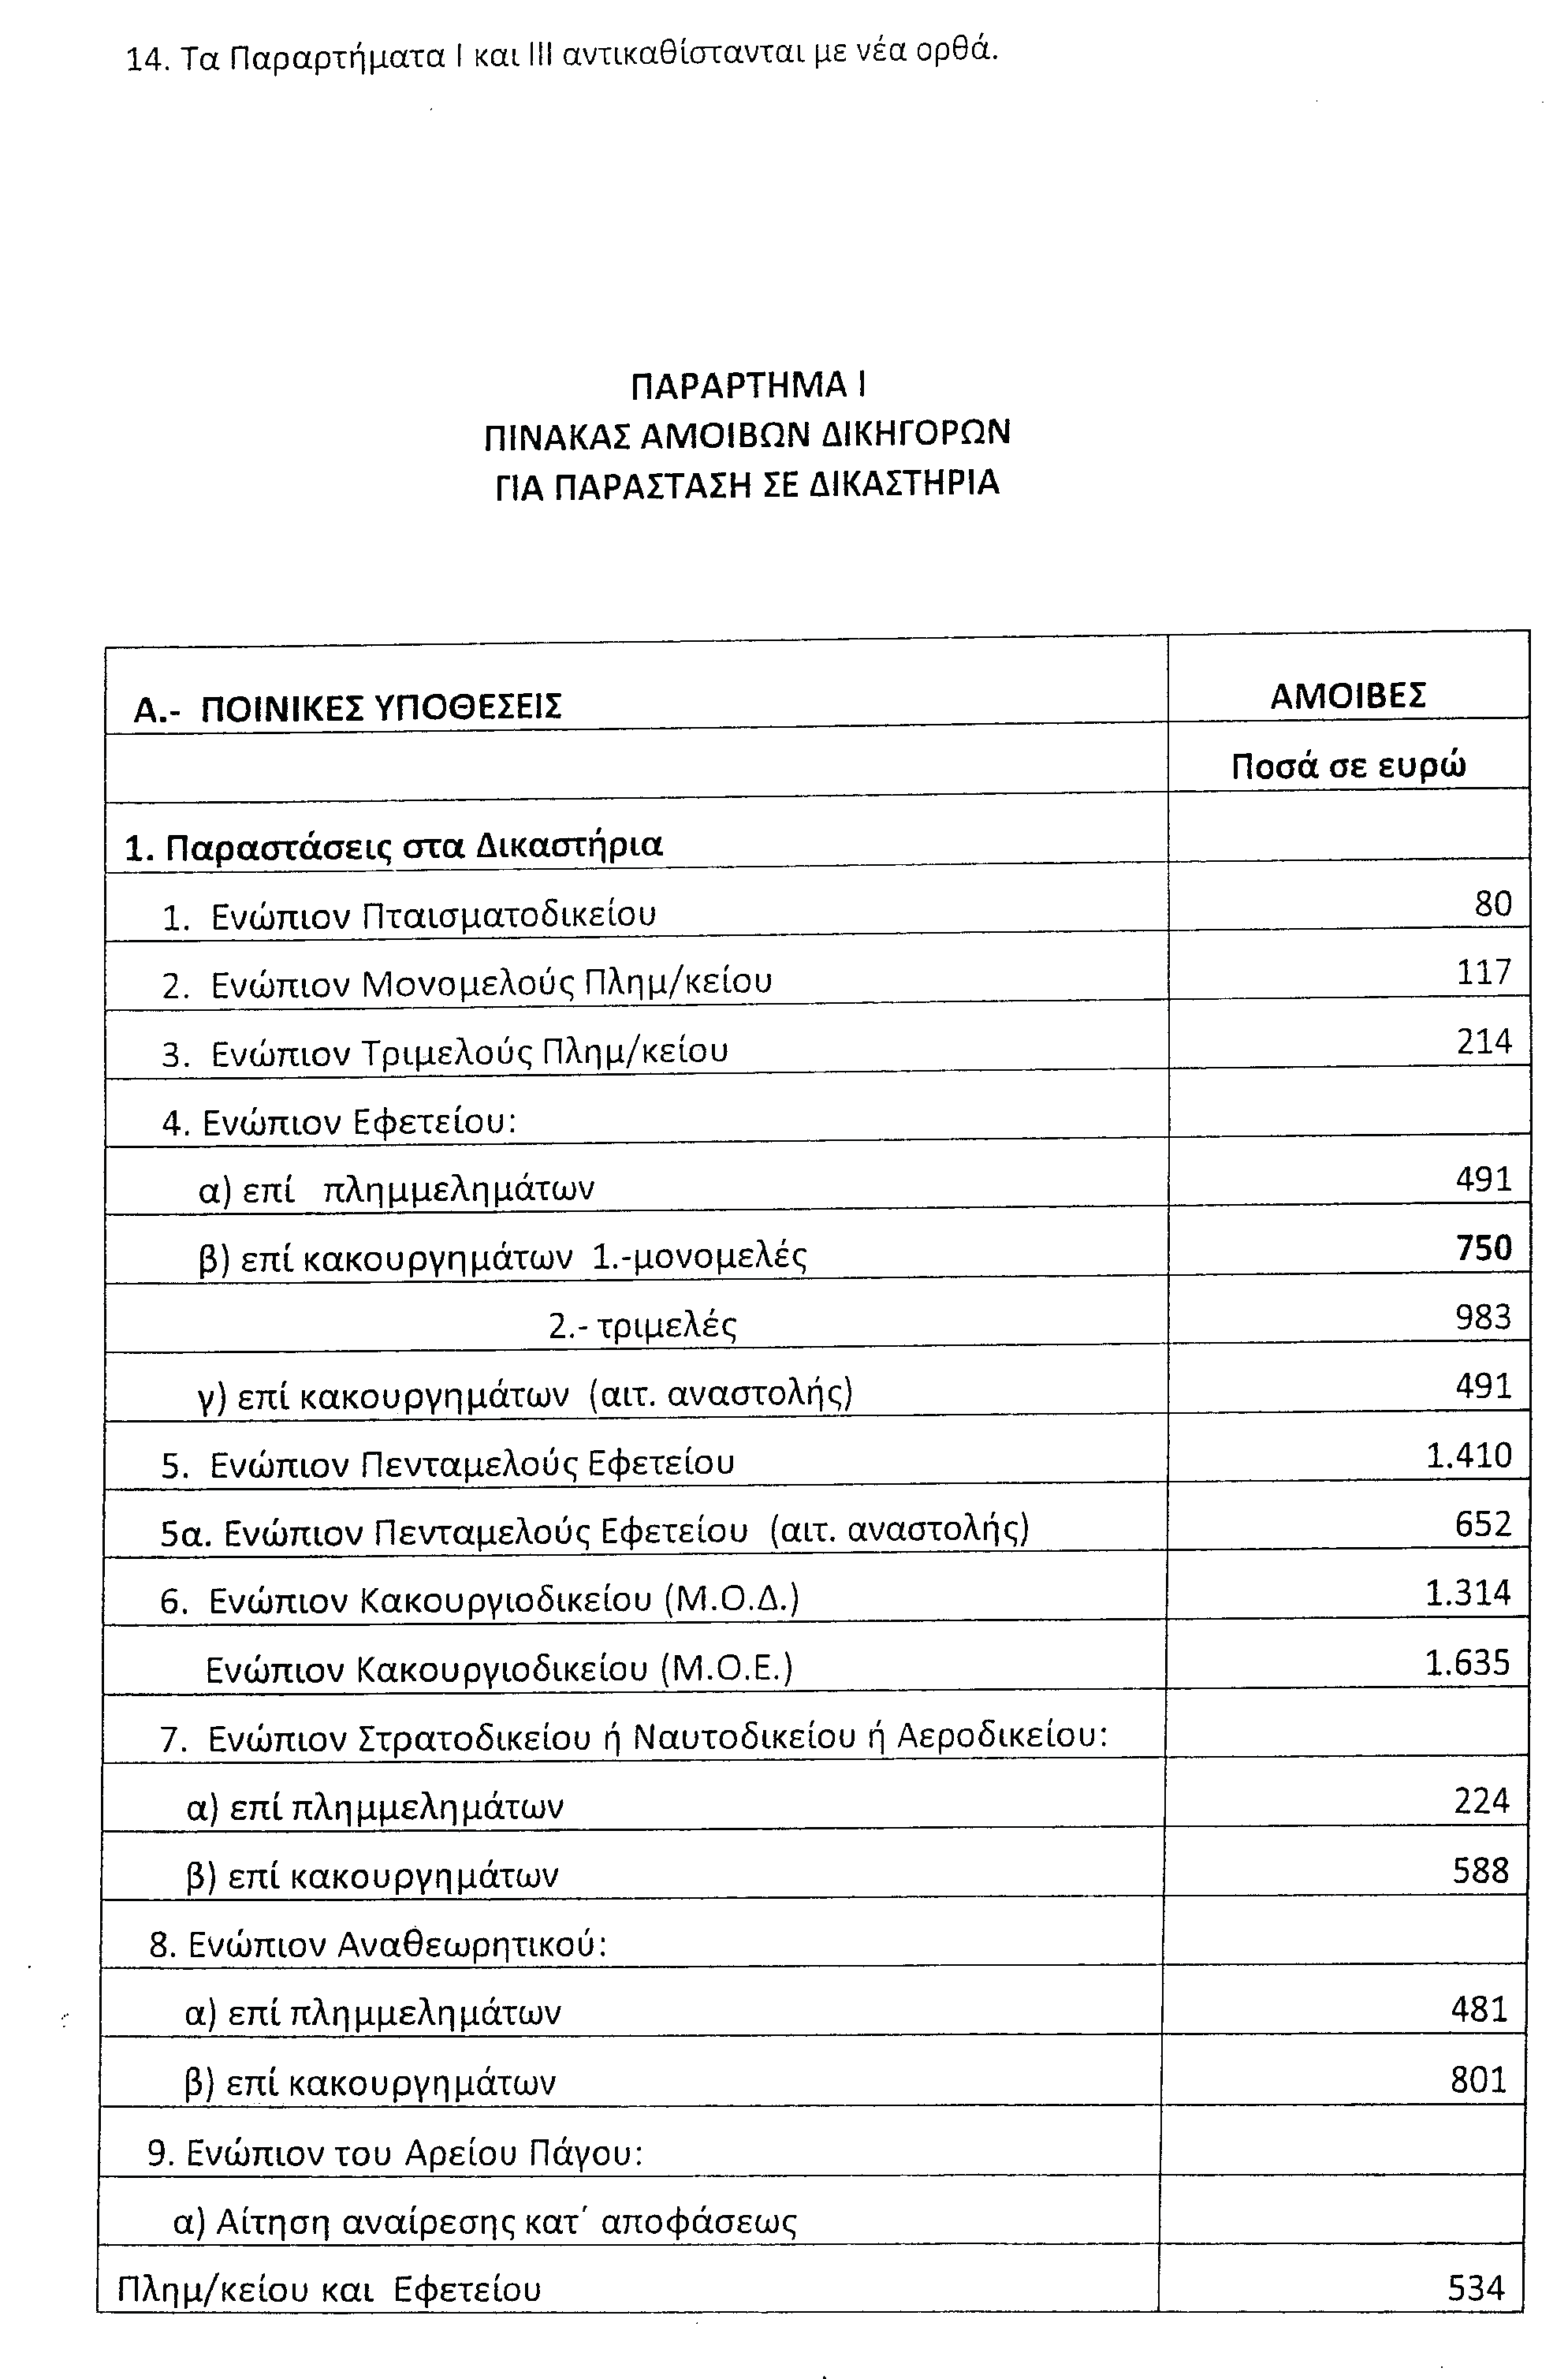 14. Τα Παραρτήματα Ι και ΙΙΙ αντικαθίστανται με νέα ορθά.
ΠΑΡΑΡΤΗΜΑ Ι
ΠΙΝΑΚΑΣ ΑΜΟΙΒΩΝ ΔΙΚΗΓΟΡΩΝ
ΓΙΑ ΠΑΡΑΣΤΑΣΗ ΣΕ ΔΙΚΑΣΤΗΡΙΑ
Α.- ΠΟΙΝΙΚΕΣ ΥΠΟΘΕΣΕΙΣ ΑΜΟΙΒΕΣ
Ποσά σε ευρώ
1. Παραστάσεις στα Δικαστήρια
1. Ενώπιον Πταισματοδικείου 80
2. Ενώπιον Μονομελούς Πλημ/κείου 117
3. Ενώπιον Τριμελούς Πλημ/κείου 214
4. Ενώπιον Εφετείου:
α) επί πλημμελημάτων 491
β) επί κακουργημάτων 1.-μονομελές 750
2.- τριμελές 983
γ) επί κακουργημάτων (αιτ. αναστολής) 491
5. Ενώπιον Πενταμελούς Εφετείου 1.410
5α. Ενώπιον Πενταμελούς Εφετείου (αιτ. αναστολής) 652
6. Ενώπιον Κακουργιοδικείου (Μ.Ο.Δ.) 1.314
Ενώπιον Κακουργιοδικείου (Μ.Ο.Ε.) 1.635
7. Ενώπιον Στρατοδικείου ή Ναυτοδικείου ή Αεροδικείου:
α) επί πλημμελημάτων 224
β) επί κακουργημάτων 588
8. Ενώπιον Αναθεωρητικού:
α) επί πλημμελημάτων 481
β) επί κακουργημάτων 801
9. Ενώπιον του Αρείου Πάγου:
α) Αίτηση αναίρεσης κατ΄ αποφάσεως
Πλημ/κείου και Εφετείου 534